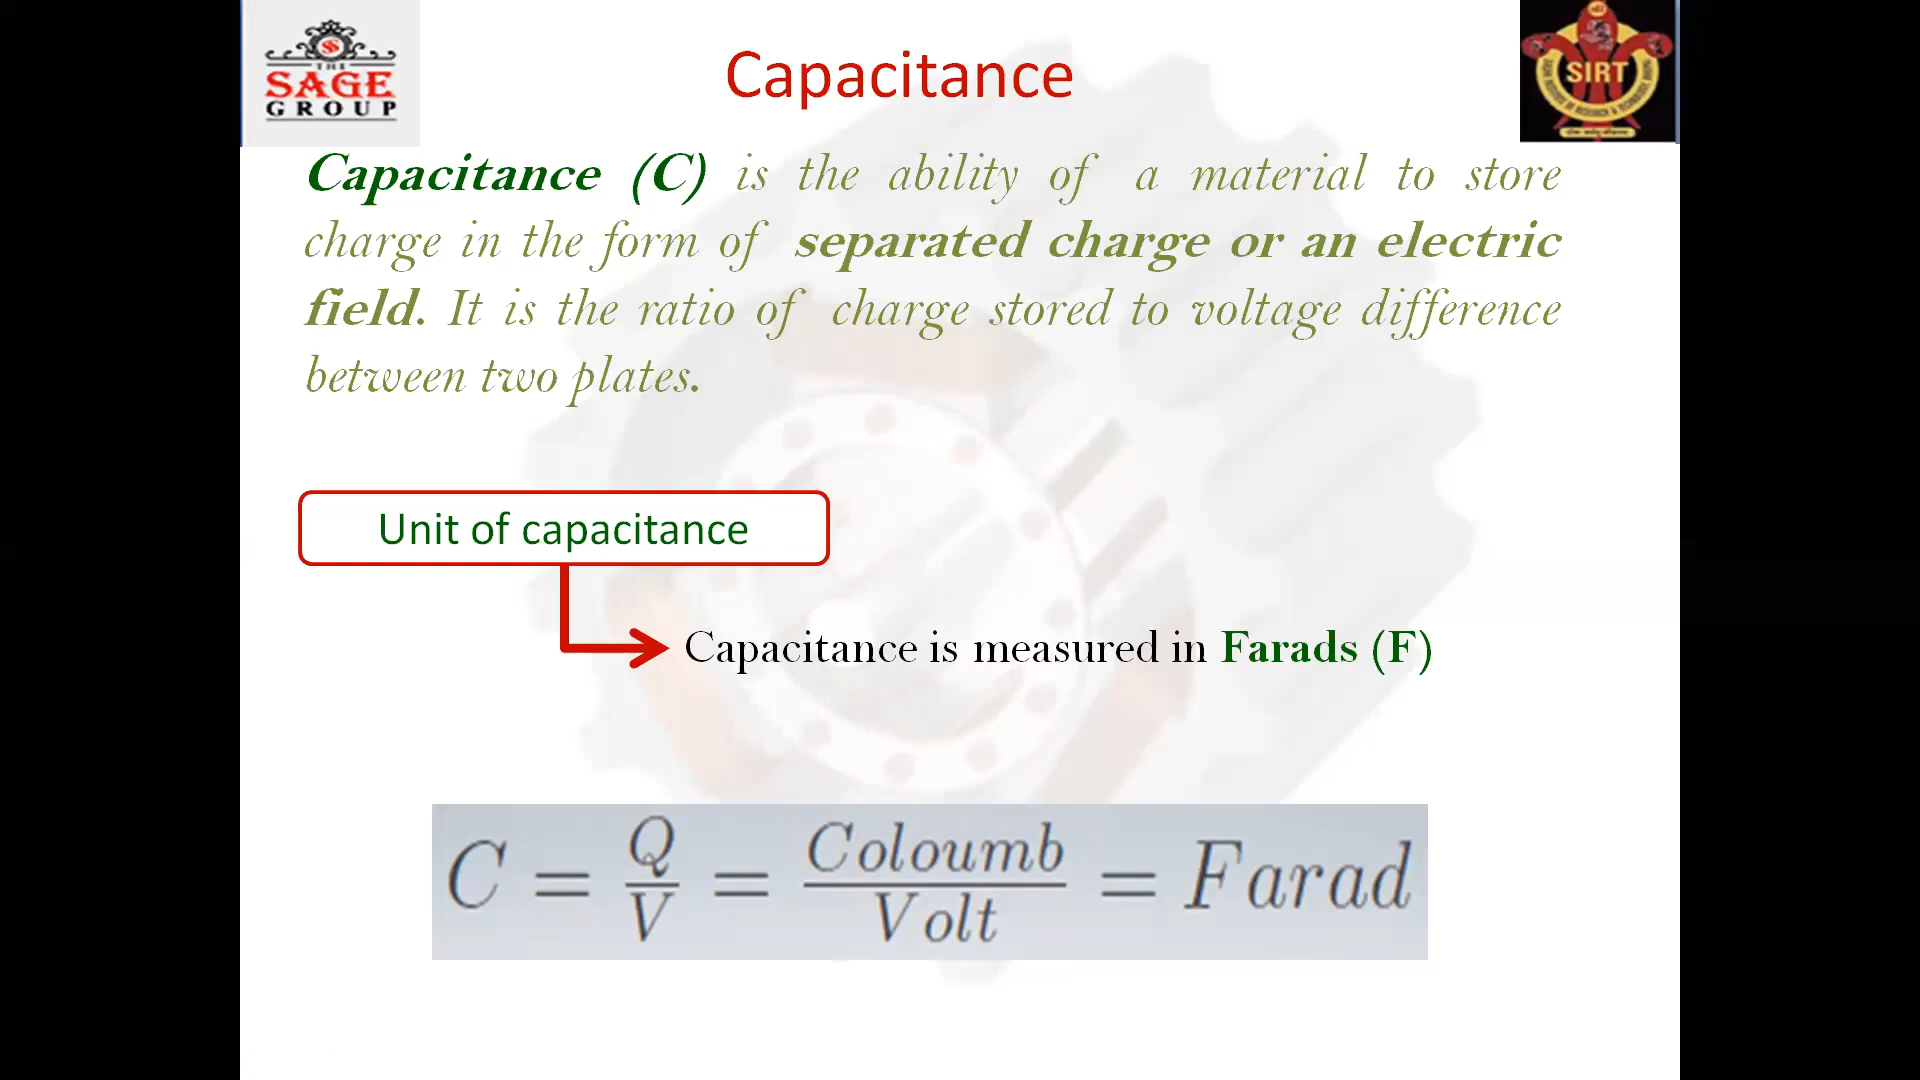 THE
SAGE
GROUP
SIRT
Capacitance
Capacitance (C) is the ability of a material to store
charge in the form of separated charge or an electric
field. It is the ratio of charge stored to voltage difference
between two plates.
Unit of capacitance
Capacitance is measured in Farads (F)
C = Q/V = Coloumb/Volt = Farad